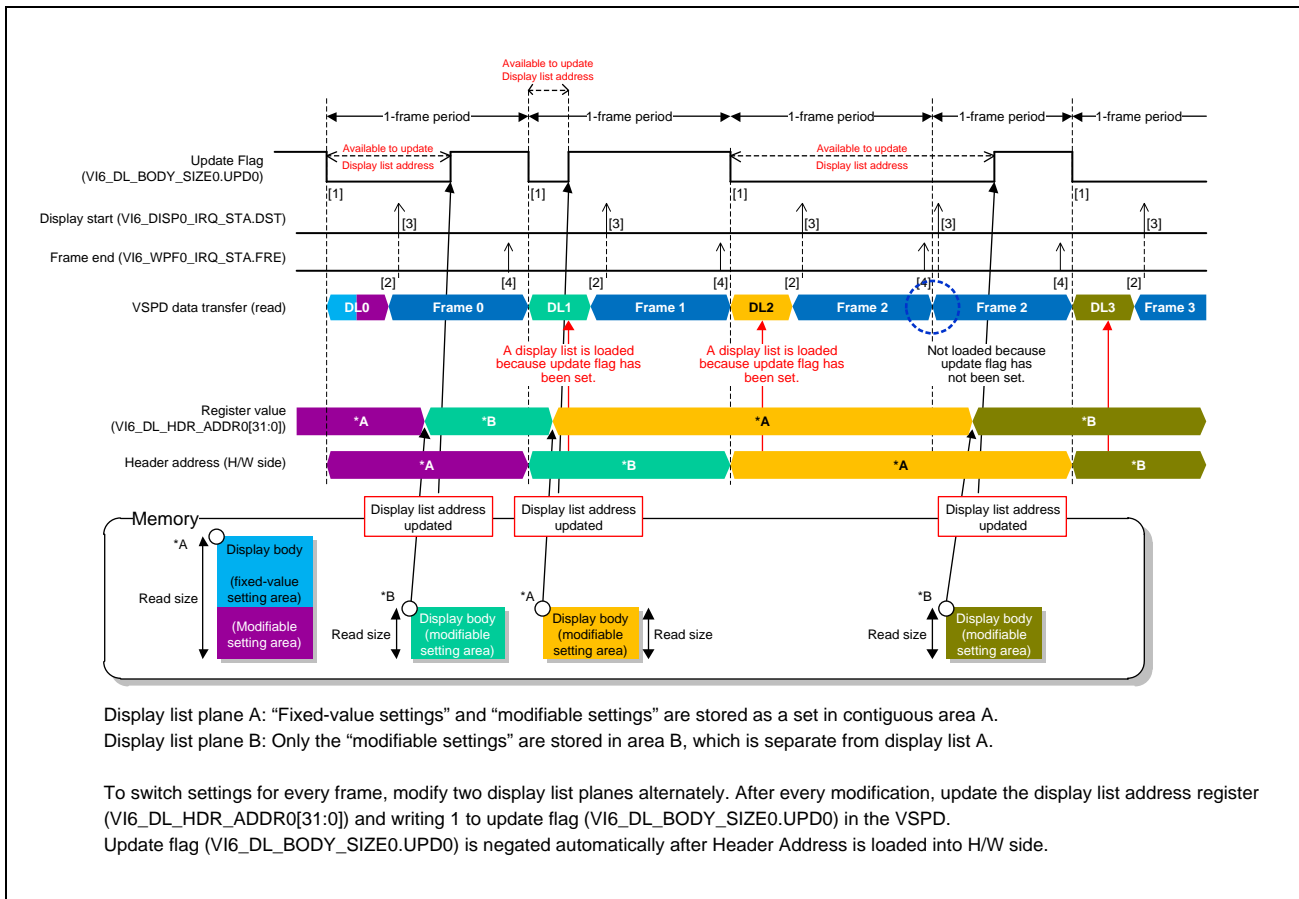 Available to update
Display list address
1-frame period
1-frame period
1-frame period
1-frame period
1-frame period
Update Flag
(VI6_DL_BODY_SIZE0.UPD0)
Available to update
Display list address
Available to update
Display list address
[1]
[1]
[1]
[1]
Display start (VI6_DISP0_IRQ_STA.DST)
[3]
[3]
[3]
[3]
[3]
Frame end (VI6_WPF0_IRQ_STA.FRE)
[2]
[4]
[2]
[4]
[2]
[4]
[4]
[2]
VSPD data transfer (read)
DL0
Frame 0
DL1
Frame 1
DL2
Frame 2
Frame 2
DL3
Frame 3
A display list is loaded
because update flag has
been set.
A display list is loaded
because update flag has
been set.
Not loaded because
update flag has
not been set.
Register value
(VI6_DL_HDR_ADDR0[31:0])
*A
*B
*A
*B
Header address (H/W side)
*A
*B
*A
*B
Display list address
updated
Display list address
updated
Display list address
updated
Memory
*A
Display body
(fixed-value
setting area)
(Modifiable
setting area)
Read size
*B
Read size
Display body
(modifiable
setting area)
*A
Display body
(modifiable
setting area)
Read size
*B
Read size
Display body
(modifiable
setting area)
Display list plane A: “Fixed-value settings” and “modifiable settings” are stored as a set in contiguous area A.
Display list plane B: Only the “modifiable settings” are stored in area B, which is separate from display list A.
To switch settings for every frame, modify two display list planes alternately. After every modification, update the display list address register
(VI6_DL_HDR_ADDR0[31:0]) and writing 1 to update flag (VI6_DL_BODY_SIZE0.UPD0) in the VSPD.
Update flag (VI6_DL_BODY_SIZE0.UPD0) is negated automatically after Header Address is loaded into H/W side.